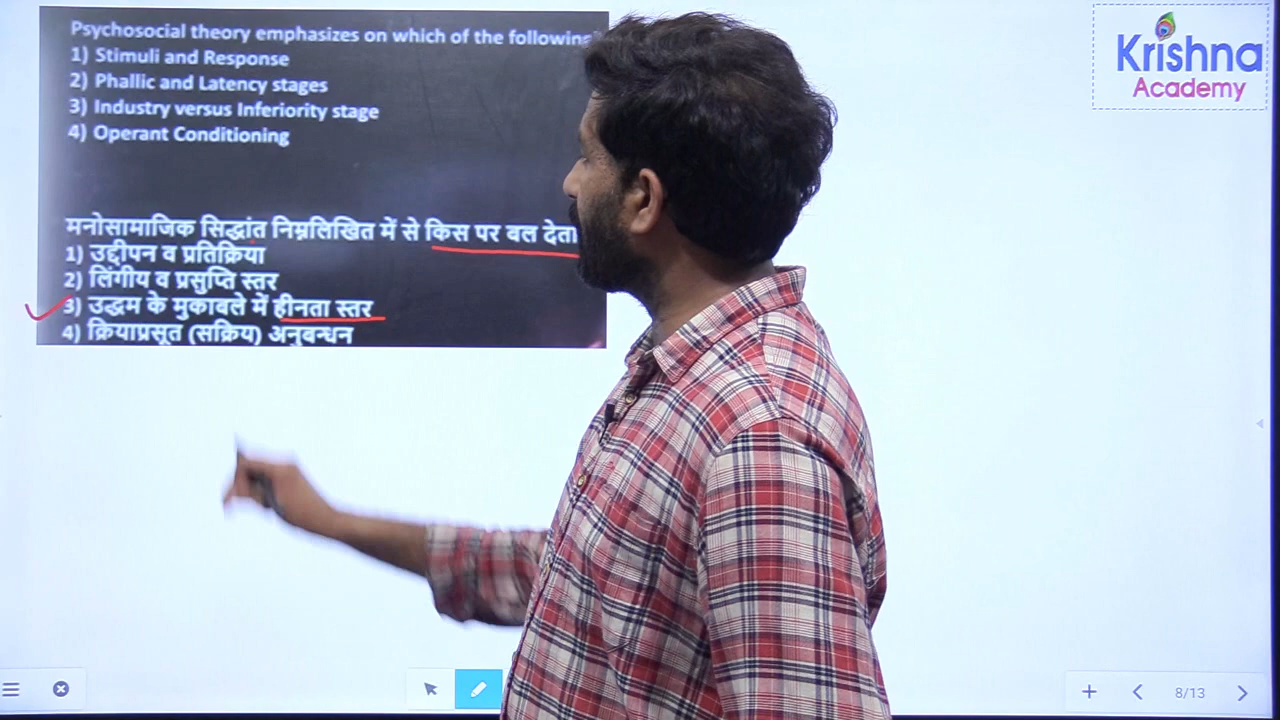 Psychosocial theory emphasizes on which of the following
1) Stimuli and Response
2) Phallic and Latency stages
3) Industry versus Inferiority stage
4) Operant Conditioning
मनोसामाजिक सिद्धांत निम्नलिखित में से किस पर बल देता
1) उद्दीपन व प्रतिक्रिया
2) लिंगीय व प्रसुप्ति स्तर
3) उद्धम के मुकाबले में हीनता स्तर
4) क्रियाप्रसूत (सक्रिय) अनुबन्धन
Krishna
Academy
8/13